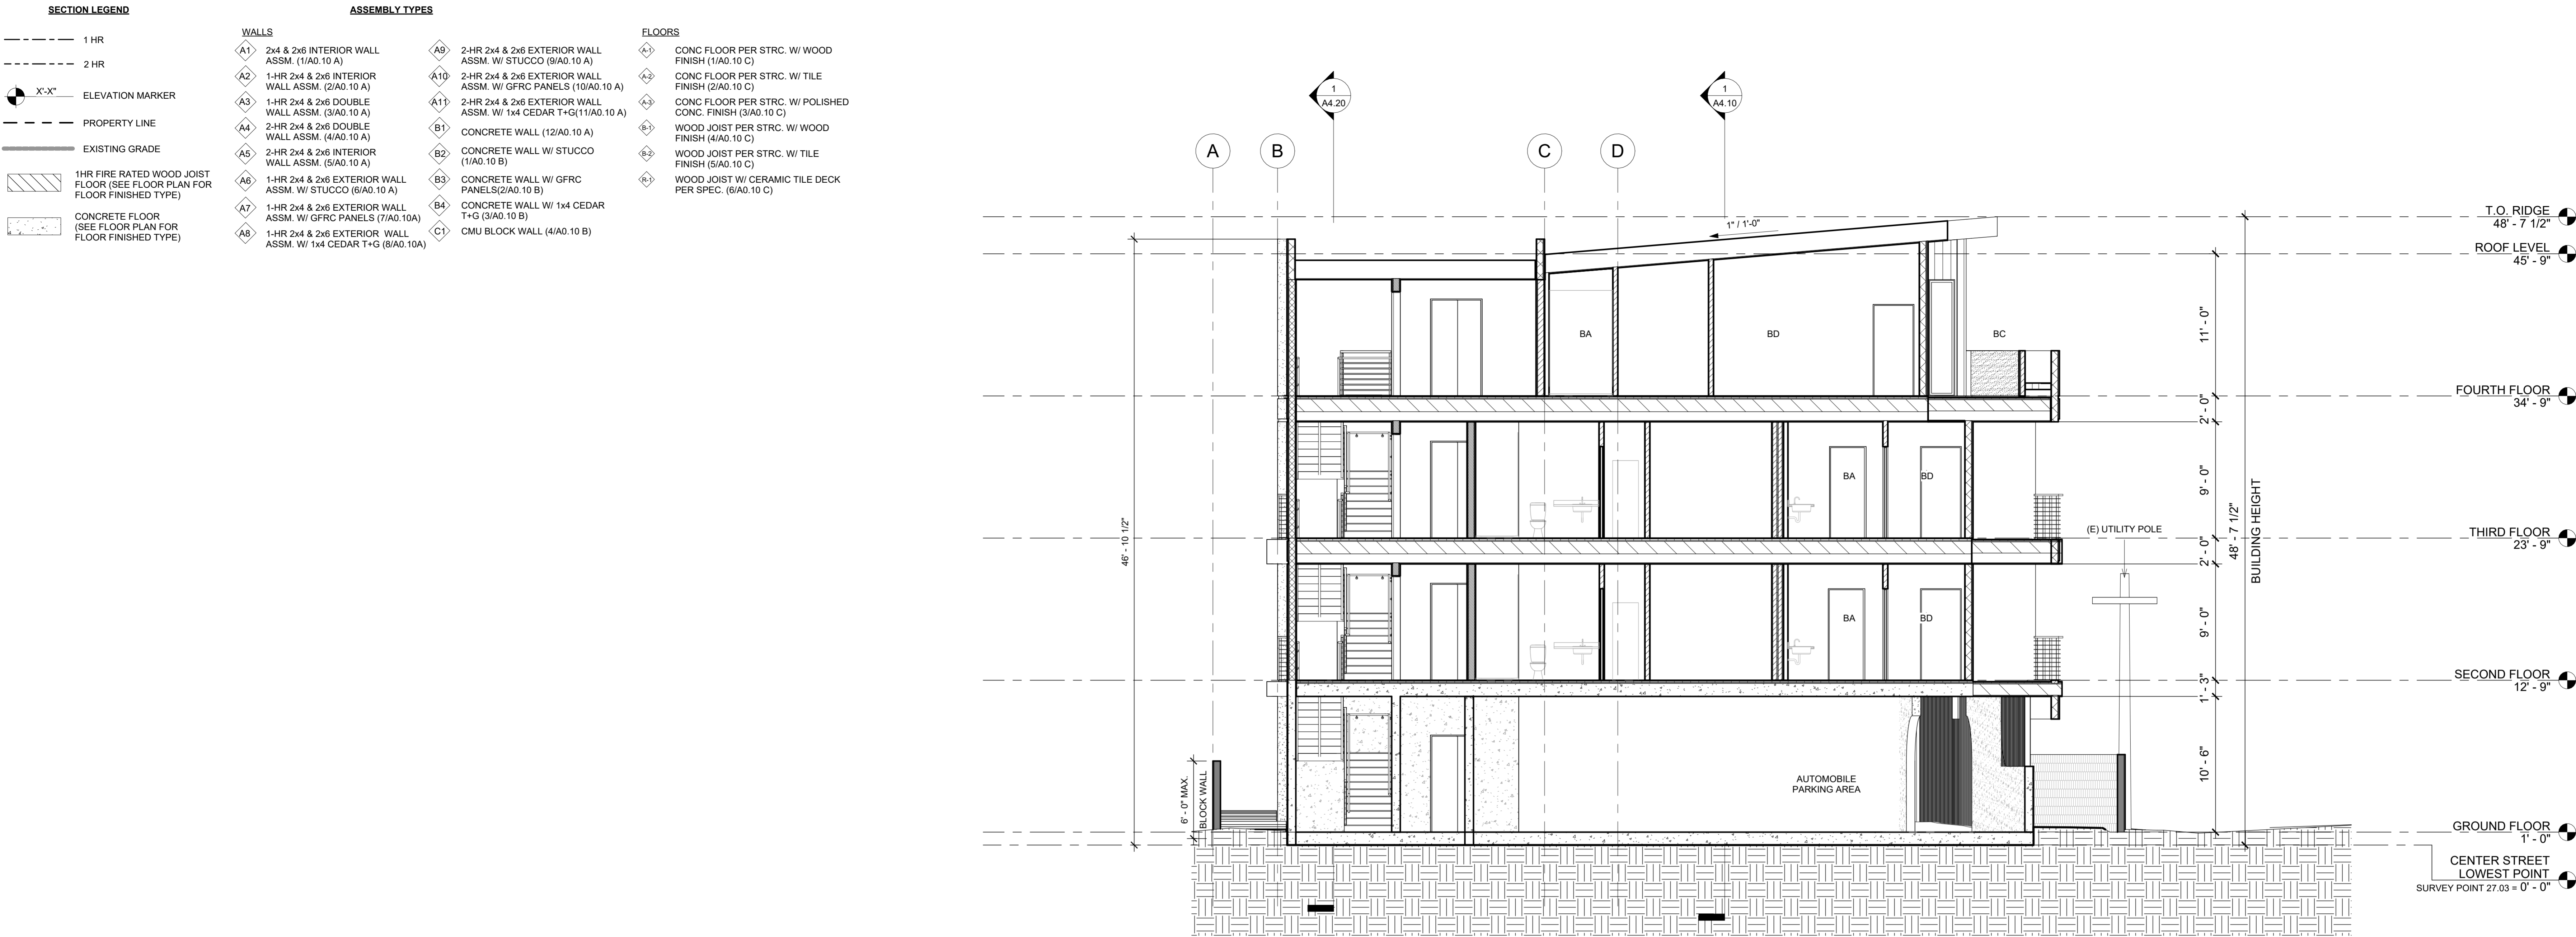 SECTION LEGEND
1 HR
2 HR
X'-X"
ELEVATION MARKER
PROPERTY LINE
EXISTING GRADE
1HR FIRE RATED WOOD JOIST
FLOOR (SEE FLOOR PLAN FOR
FLOOR FINISHED TYPE)
CONCRETE FLOOR
(SEE FLOOR PLAN FOR
FLOOR FINISHED TYPE)
ASSEMBLY TYPES
WALLS
A1 2x4 & 2x6 INTERIOR WALL
ASSM. (1/A0.10 A)
A2 1-HR 2x4 & 2x6 INTERIOR
WALL ASSM. (2/A0.10 A)
A3 1-HR 2x4 & 2x6 DOUBLE
WALL ASSM. (3/A0.10 A)
A4 2-HR 2x4 & 2x6 DOUBLE
WALL ASSM. (4/A0.10 A)
A5 2-HR 2x4 & 2x6 INTERIOR
WALL ASSM. (5/A0.10 A)
A6 1-HR 2x4 & 2x6 EXTERIOR WALL
ASSM. W/ STUCCO (6/A0.10 A)
A7 1-HR 2x4 & 2x6 EXTERIOR WALL
ASSM. W/ GFRC PANELS (7/A0.10A)
A8 1-HR 2x4 & 2x6 EXTERIOR WALL
ASSM. W/ 1x4 CEDAR T+G (8/A0.10A)
A9 2-HR 2x4 & 2x6 EXTERIOR WALL
ASSM. W/ STUCCO (9/A0.10 A)
A10 2-HR 2x4 & 2x6 EXTERIOR WALL
ASSM. W/ GFRC PANELS (10/A0.10 A)
A11 2-HR 2x4 & 2x6 EXTERIOR WALL
ASSM. W/ 1x4 CEDAR T+G(11/A0.10 A)
B1 CONCRETE WALL (12/A0.10 A)
B2 CONCRETE WALL W/ STUCCO
(1/A0.10 B)
B3 CONCRETE WALL W/ GFRC
PANELS(2/A0.10 B)
B4 CONCRETE WALL W/ 1x4 CEDAR
T+G (3/A0.10 B)
C1 CMU BLOCK WALL (4/A0.10 B)
FLOORS
A-1 CONC FLOOR PER STRC. W/ WOOD
FINISH (1/A0.10 C)
A-2 CONC FLOOR PER STRC. W/ TILE
FINISH (2/A0.10 C)
A-3 CONC FLOOR PER STRC. W/ POLISHED
CONC. FINISH (3/A0.10 C)
B-1 WOOD JOIST PER STRC. W/ WOOD
FINISH (4/A0.10 C)
B-2 WOOD JOIST PER STRC. W/ TILE
FINISH (5/A0.10 C)
R-1 WOOD JOIST W/ CERAMIC TILE DECK
PER SPEC. (6/A0.10 C)
1
A4.20
1
A4.10
A
B
C
D
1" / 1'-0"
BA
BD
BC
BA
BD
BA
BD
AUTOMOBILE
PARKING AREA
(E) UTILITY POLE
46' - 10 1/2"
6' - 0" MAX.
BLOCK WALL
11' - 0"
2' - 0"
9' - 0"
2' - 0"
9' - 0"
1' - 3"
10' - 6"
48' - 7 1/2"
BUILDING HEIGHT
T.O. RIDGE
48' - 7 1/2"
ROOF LEVEL
45' - 9"
FOURTH FLOOR
34' - 9"
THIRD FLOOR
23' - 9"
SECOND FLOOR
12' - 9"
GROUND FLOOR
1' - 0"
CENTER STREET
LOWEST POINT
SURVEY POINT 27.03 = 0' - 0"